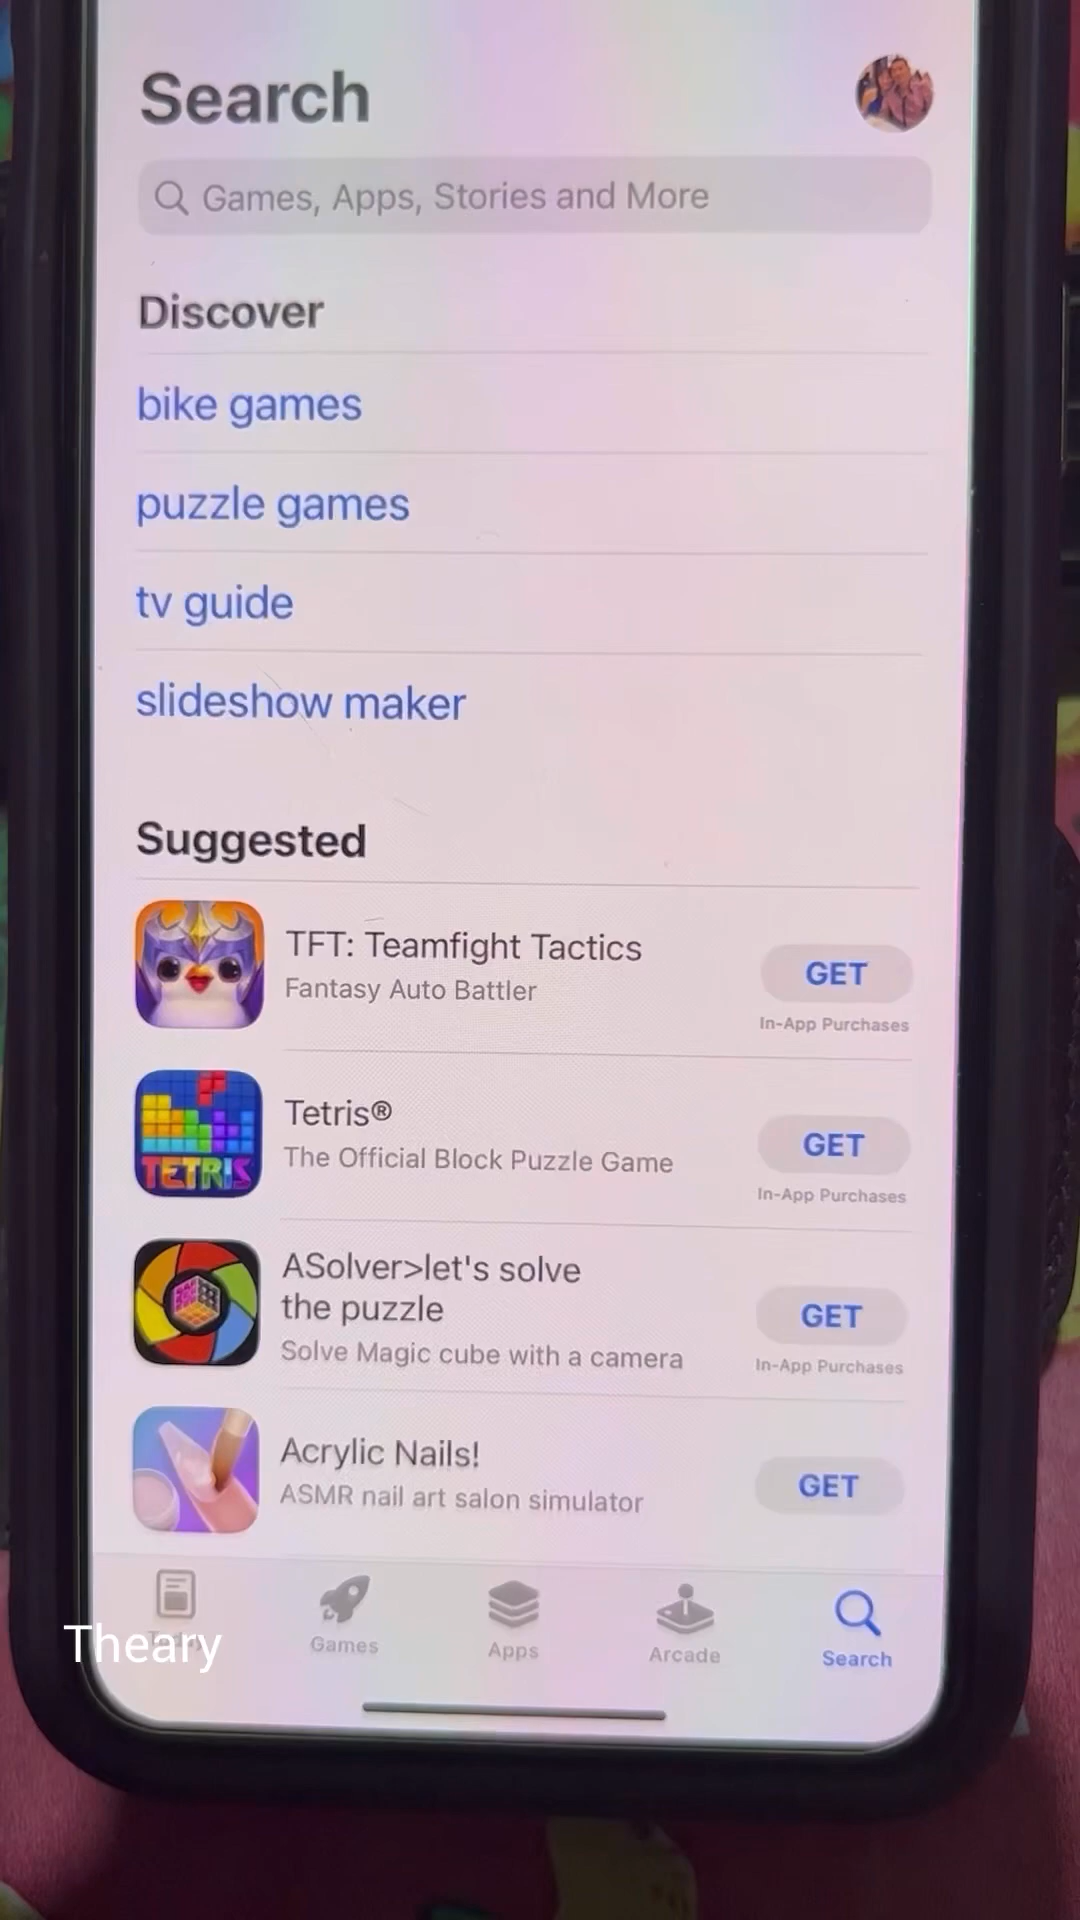 Search
Games, Apps, Stories and More
Discover
bike games
puzzle games
tv guide
slideshow maker
Suggested
TFT: Teamfight Tactics
Fantasy Auto Battler
GET
In-App Purchases
TETRIS
Tetris®
The Official Block Puzzle Game
GET
In-App Purchases
ASolver>let's solve
the puzzle
Solve Magic cube with a camera
GET
In-App Purchases
Acrylic Nails!
ASMR nail art salon simulator
GET
Theary
Games
Apps
Arcade
Search